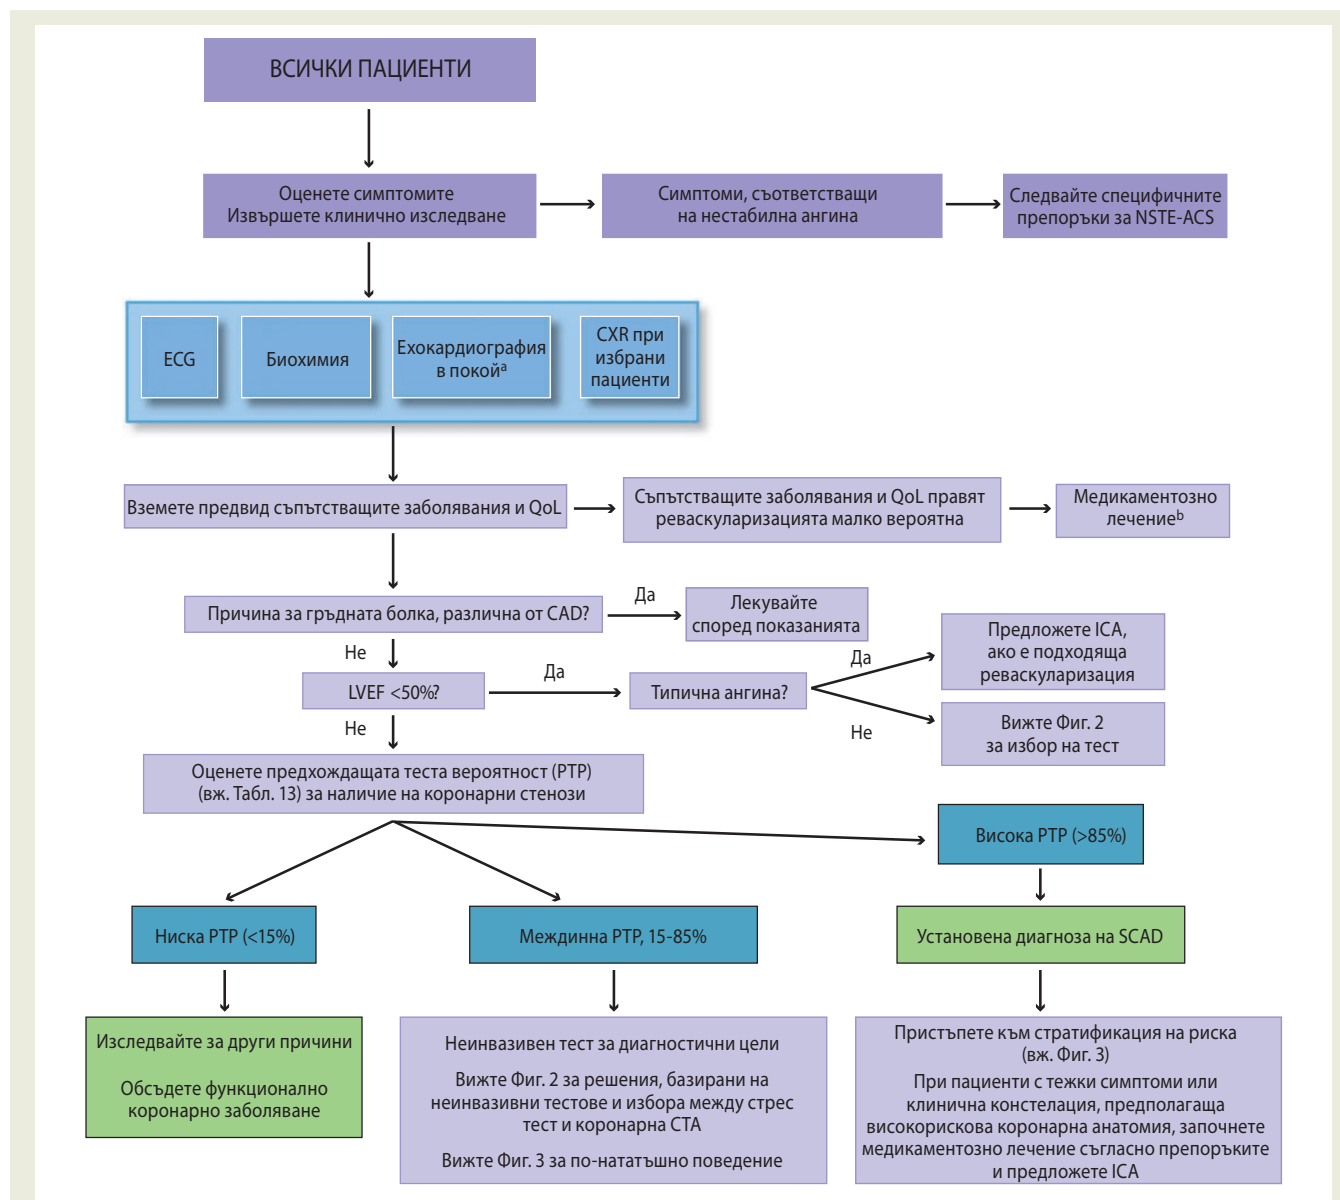 ВСИЧКИ ПАЦИЕНТИ
Оценете симптомите
Извършете клинично изследване
Симптоми, съответстващи
на нестабилна ангина
Следвайте специфичните
препоръки за NSTE-ACS
ECG
Биохимия
Ехокардиография
в покойᵃ
CXR при
избрани
пациенти
Вземете предвид съпътстващите заболявания и QoL
Съпътстващите заболявания и QoL правят
реваскуларизацията малко вероятна
Медикаментозно
лечениеᵇ
Причина за гръдната болка, различна от CAD?
Да
Лекувайте
според показанията
Не
LVEF <50%?
Да
Типична ангина?
Да
Предложете ICA,
ако е подходяща
реваскуларизация
Не
Вижте Фиг. 2
за избор на тест
Не
Оценете предхождащата теста вероятност (PTP)
(вж. Табл. 13) за наличие на коронарни стенози
Висока PTP (>85%)
Ниска PTP (<15%)
Междинна PTP, 15-85%
Установена диагноза на SCAD
Изследвайте за други причини
Обсъдете функционално
коронарно заболяване
Неинвазивен тест за диагностични цели
Вижте Фиг. 2 за решения, базирани на
неинвазивни тестове и избора между стрес
тест и коронарна CTA
Вижте Фиг. 3 за по-нататъшно поведение
Пристъпете към стратификация на риска
(вж. Фиг. 3)
При пациенти с тежки симптоми или
клинична констелация, предполагаща
високорискова коронарна анатомия, започнете
медикаментозно лечение съгласно препоръките
и предложете ICA